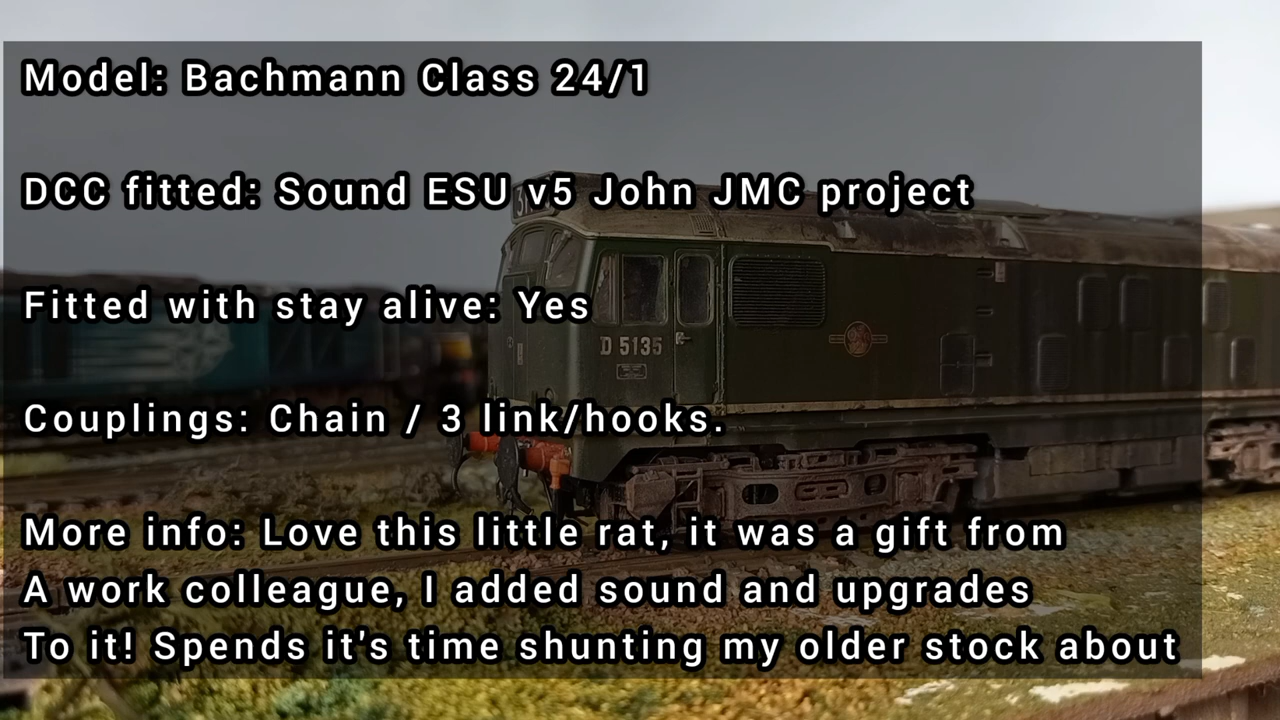 Model: Bachmann Class 24/1
DCC fitted: Sound ESU v5 John JMC project
Fitted with stay alive: Yes
D 5135
Couplings: Chain / 3 link/hooks.
More info: Love this little rat, it was a gift from
A work colleague, I added sound and upgrades
To it! Spends it's time shunting my older stock about